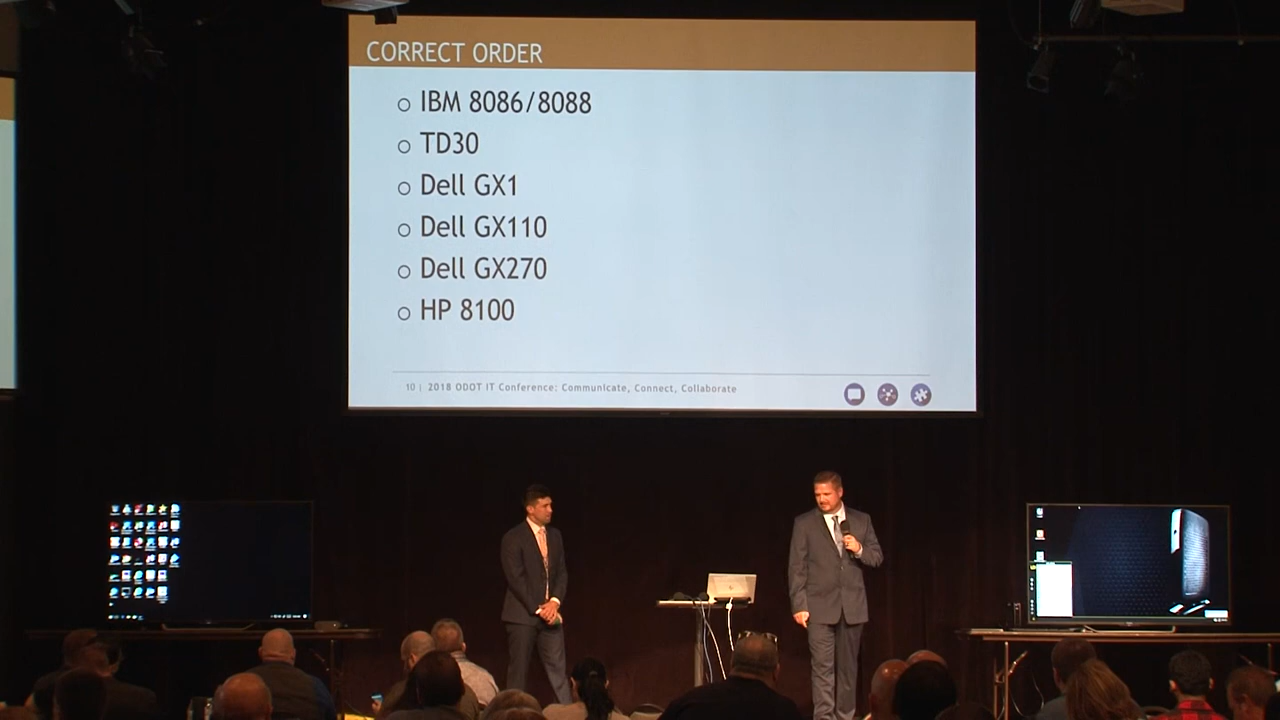 CORRECT ORDER
IBM 8086/8088
TD30
Dell GX1
Dell GX110
Dell GX270
HP 8100
10 | 2018 ODOT IT Conference: Communicate, Connect, Collaborate